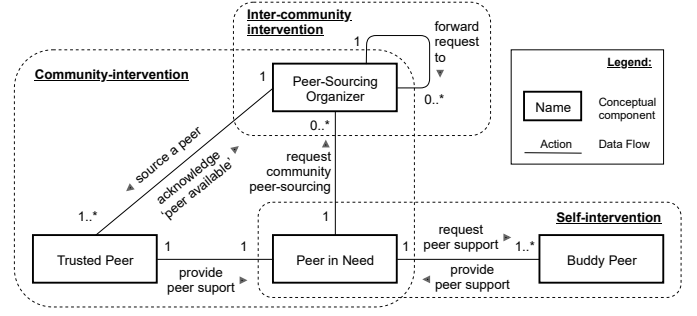 Inter-community
intervention
1
forward
request
to
Legend:
Community-intervention
1
Peer-Sourcing
Organizer
0..*
Name
Conceptual
component
0..*
Action
Data Flow
source a peer
acknowledge
'peer available'
request
community
peer-sourcing
1..*
1
Self-intervention
Trusted Peer
1
1
provide
peer suport
Peer in Need
1
request
peer support
1..*
provide
peer support
Buddy Peer